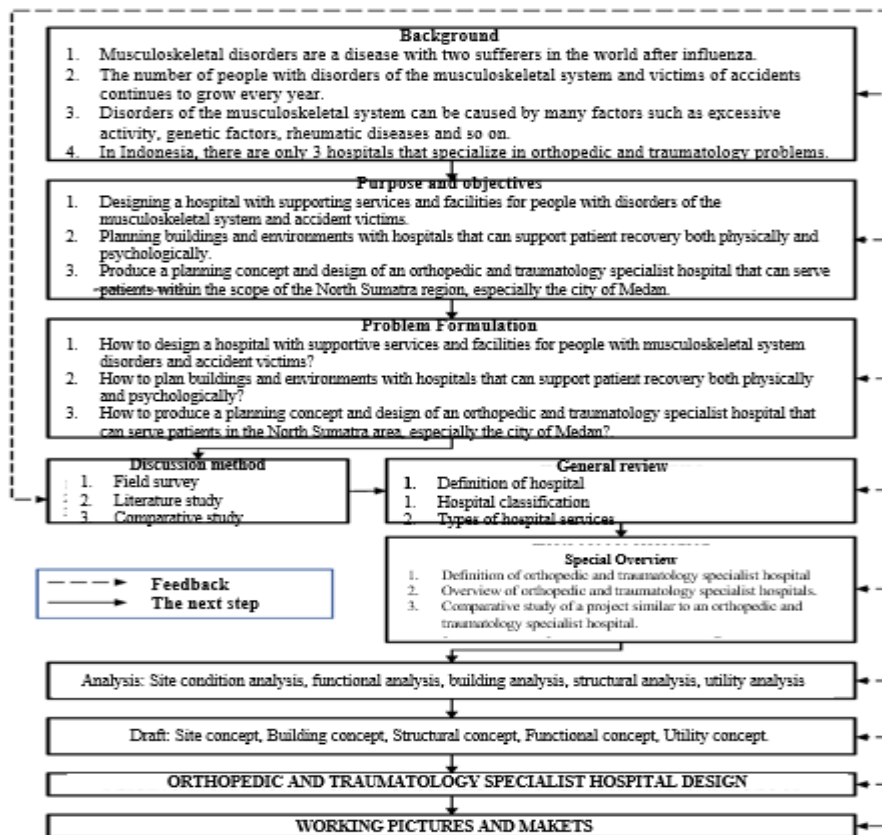 Background
1. Musculoskeletal disorders are a disease with two sufferers in the world after influenza.
2. The number of people with disorders of the musculoskeletal system and victims of accidents
continues to grow every year.
3. Disorders of the musculoskeletal system can be caused by many factors such as excessive
activity, genetic factors, rheumatic diseases and so on.
4. In Indonesia, there are only 3 hospitals that specialize in orthopedic and traumatology problems.
Purpose and objectives
1. Designing a hospital with supporting services and facilities for people with disorders of the
musculoskeletal system and accident victims.
2. Planning buildings and environments with hospitals that can support patient recovery both physically and
psychologically.
3. Produce a planning concept and design of an orthopedic and traumatology specialist hospital that can serve
patients within the scope of the North Sumatra region, especially the city of Medan.
Problem Formulation
1. How to design a hospital with supportive services and facilities for people with musculoskeletal system
disorders and accident victims?
2. How to plan buildings and environments with hospitals that can support patient recovery both physically
and psychologically?
3. How to produce a planning concept and design of an orthopedic and traumatology specialist hospital that
can serve patients in the North Sumatra area, especially the city of Medan?.
Discussion method
1. Field survey
2. Literature study
3. Comparative study
General review
1. Definition of hospital
1. Hospital classification
2. Types of hospital services
Special Overview
1. Definition of orthopedic and traumatology specialist hospital
2. Overview of orthopedic and traumatology specialist hospitals.
3. Comparative study of a project similar to an orthopedic and
traumatology specialist hospital.
Feedback
The next step
Analysis: Site condition analysis, functional analysis, building analysis, structural analysis, utility analysis
Draft: Site concept, Building concept, Structural concept, Functional concept, Utility concept.
ORTHOPEDIC AND TRAUMATOLOGY SPECIALIST HOSPITAL DESIGN
WORKING PICTURES AND MAKETS